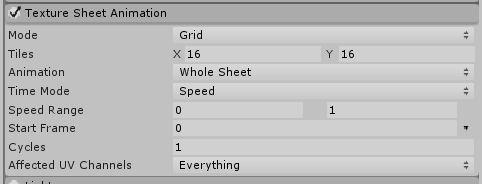 Texture Sheet Animation
Mode Grid
Tiles X 16 Y 16
Animation Whole Sheet
Time Mode Speed
Speed Range 0 1
Start Frame 0
Cycles 1
Affected UV Channels Everything